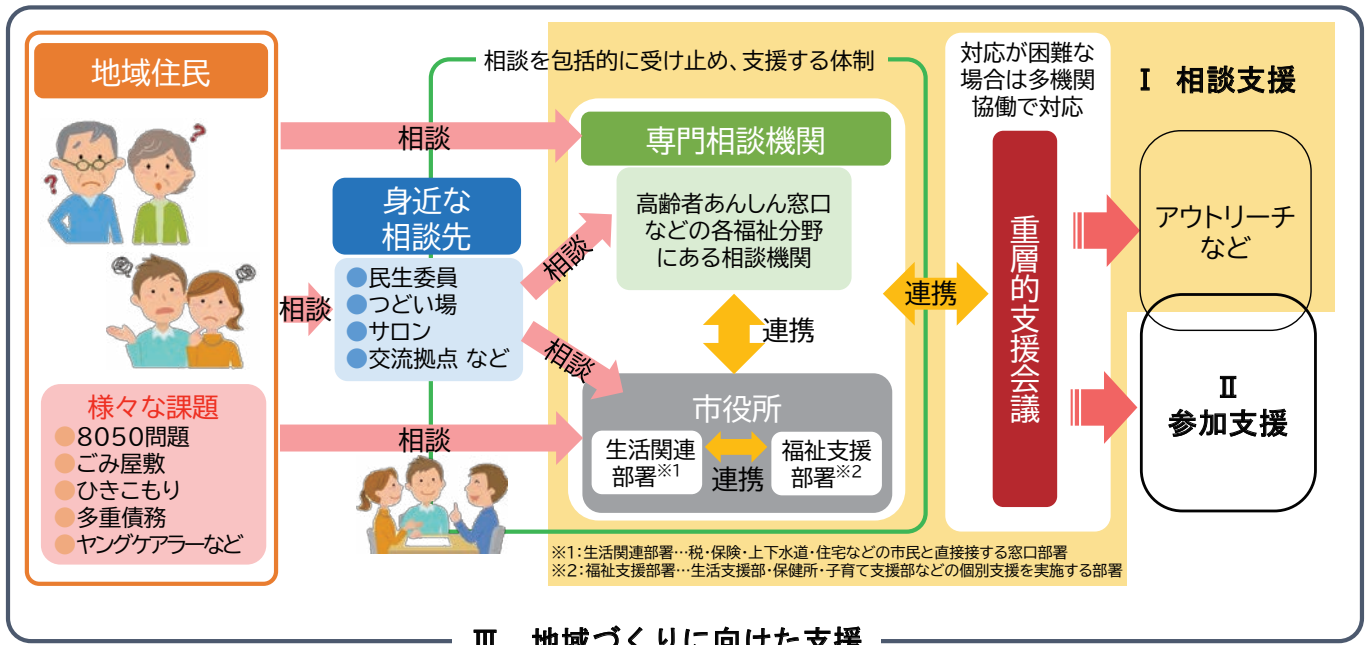 地域住民
様々な課題
●8050問題
●ごみ屋敷
●ひきこもり
●多重債務
●ヤングケアラーなど
相談
相談
相談
身近な
相談先
●民生委員
●つどい場
●サロン
●交流拠点 など
相談
相談
相談を包括的に受け止め、支援する体制
専門相談機関
高齢者あんしん窓口
などの各福祉分野
にある相談機関
連携
市役所
生活関連
部署※1
連携
福祉支援
部署※2
連携
対応が困難な
場合は多機関
協働で対応
重層的支援会議
Ⅰ 相談支援
アウトリーチ
など
Ⅱ
参加支援
※1：生活関連部署…税・保険・上下水道・住宅などの市民と直接接する窓口部署
※2：福祉支援部署…生活支援部・保健所・子育て支援部などの個別支援を実施する部署
Ⅲ 地域づくりに向けた支援